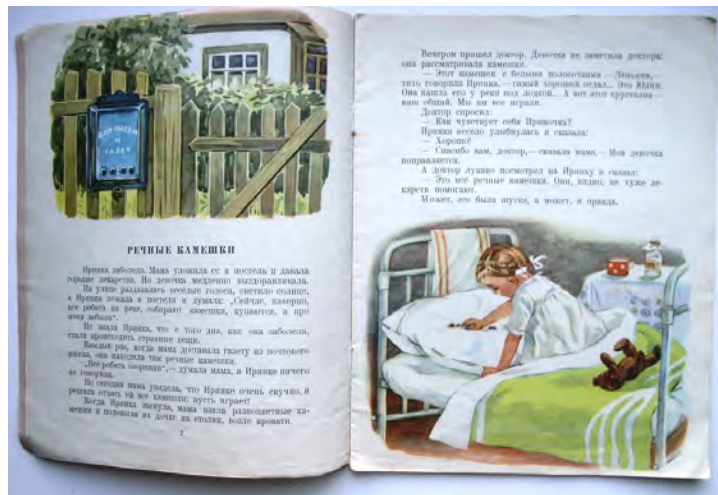 ДЛЯ ПИСЕМ
И
ГАЗЕТ
РЕЧНЫЕ КАМЕШКИ
Иринка заболела. Мама уложила ее в постель и давала
горькие лекарства. Но девочка медленно выздоравливала.
На улице раздавались веселые голоса, светило солнце,
а Иринка лежала в постели и думала: „Сейчас, наверно,
все ребята на реке, собирают камешки, купаются, а про
меня забыли“.
Не знала Иринка, что с того дня, как она заболела,
стали происходить странные вещи.
Каждый раз, когда мама доставала газету из почтового
ящика, она находила там речные камешки.
„Всё ребята озорники“, — думала мама, а Иринке ничего
не говорила.
Но сегодня мама увидела, что Иринке очень скучно, и
решила отдать ей все камешки: пусть играет!
Когда Иринка заснула, мама взяла разноцветные ка-
мешки и положила их дочке на столик, возле кровати.
2
Вечером пришел доктор. Девочка не заметила доктора:
она рассматривала камешки.
— Этот камешек с белыми полосочками — Лёнькин, —
тихо говорила Иринка, — самый хороший отдал... Это Юлин.
Она нашла его у реки под лодкой... А вот этот хрусталик —
наш общий. Мы им все играли.
Доктор спросил:
— Как чувствует себя Ириночка?
Иринка весело улыбнулась и сказала:
— Хорошо!
— Спасибо вам, доктор, — сказала мама. — Моя девочка
поправляется.
А доктор лукаво посмотрел на Иринку и сказал:
— Это всё речные камешки. Они, видно, не хуже ле-
карств помогают.
Может, это была шутка, а может, и правда.